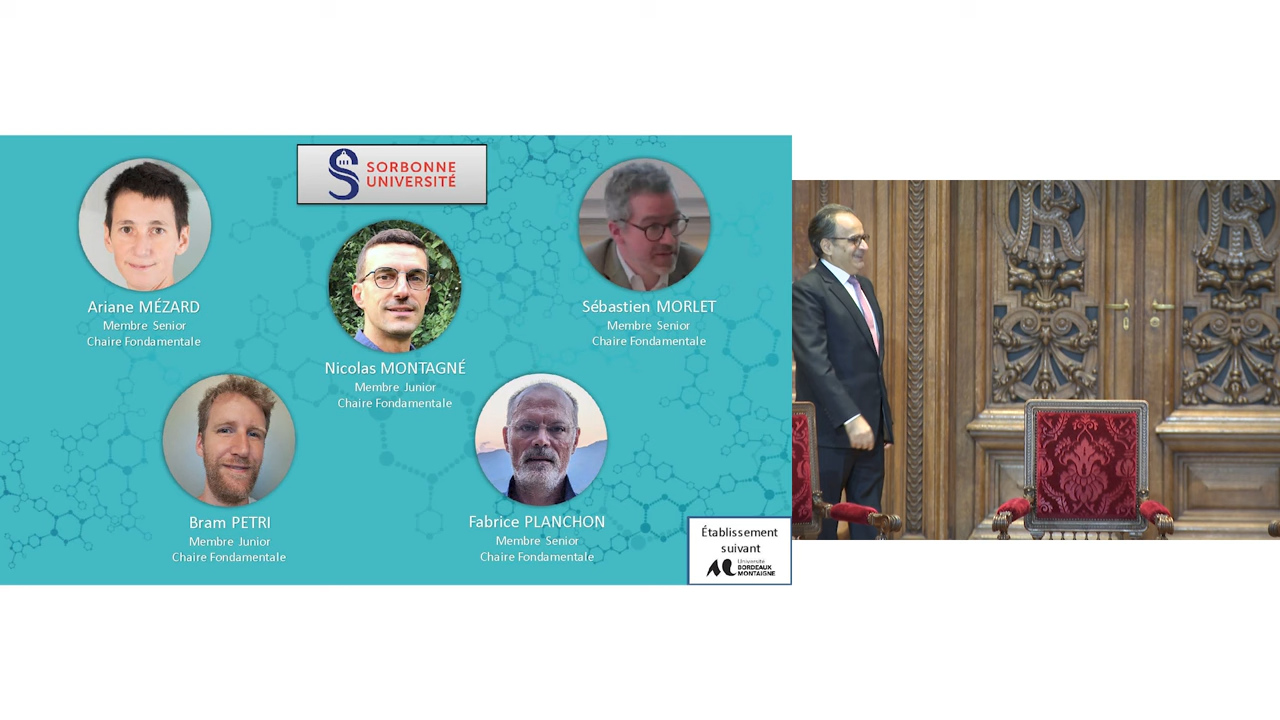 SORBONNE
UNIVERSITÉ
Ariane MÉZARD
Membre Senior
Chaire Fondamentale
Nicolas MONTAGNÉ
Membre Junior
Chaire Fondamentale
Sébastien MORLET
Membre Senior
Chaire Fondamentale
Bram PETRI
Membre Junior
Chaire Fondamentale
Fabrice PLANCHON
Membre Senior
Chaire Fondamentale
Établissement
suivant
Université
BORDEAUX
MONTAIGNE